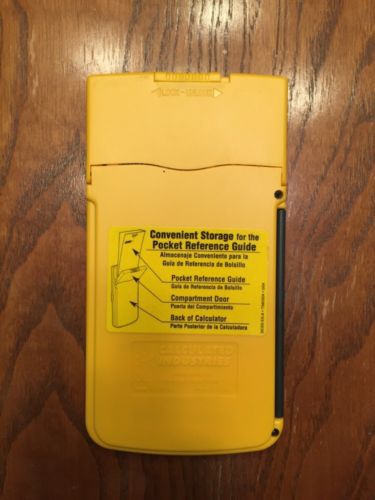 Convenient Storage for the
Pocket Reference Guide
Almacenaje Conveniente para la
Guía de Referencia de Bolsillo
Pocket Reference Guide
Guía de Referencia de Bolsillo
Compartment Door
Puerta del Compartimiento
Back of Calculator
Parte Posterior de la Calculadora
CALCULATED
INDUSTRIES